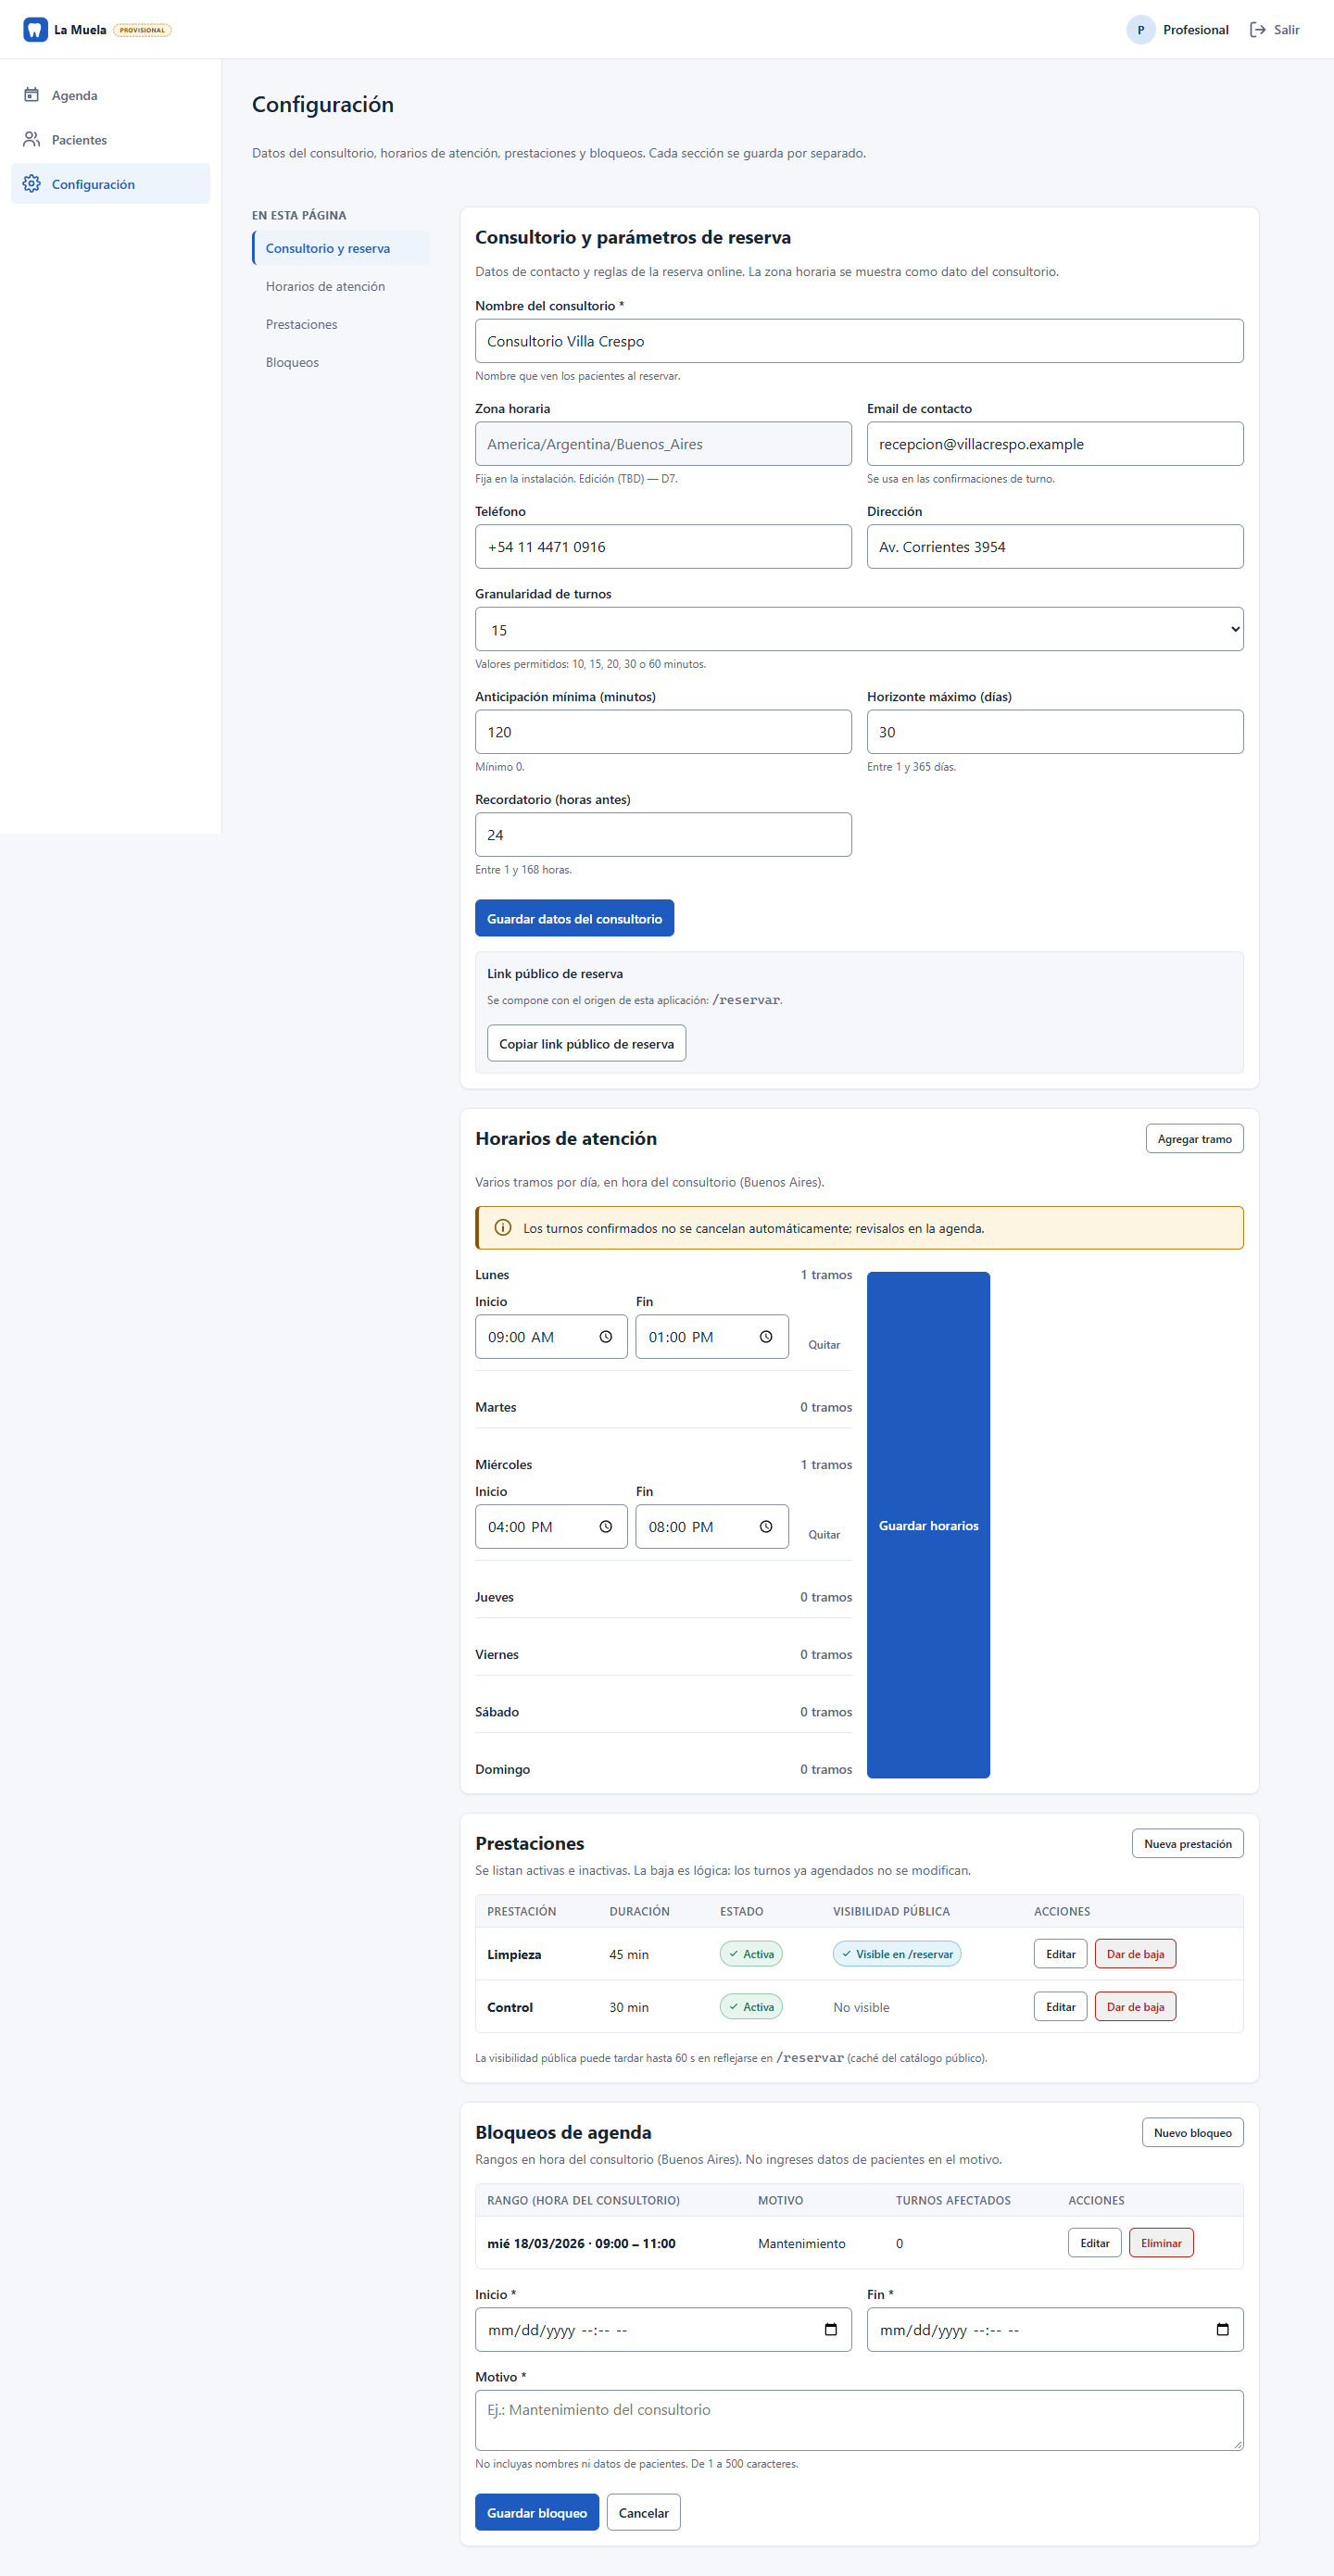 La Muela PROVISIONAL
P Profesional Salir
Agenda
Pacientes
Configuración
Configuración
Datos del consultorio, horarios de atención, prestaciones y bloqueos. Cada sección se guarda por separado.
EN ESTA PÁGINA
Consultorio y reserva
Horarios de atención
Prestaciones
Bloqueos
Consultorio y parámetros de reserva
Datos de contacto y reglas de la reserva online. La zona horaria se muestra como dato del consultorio.
Nombre del consultorio *
Consultorio Villa Crespo
Nombre que ven los pacientes al reservar.
Zona horaria Email de contacto
America/Argentina/Buenos_Aires recepcion@villacrespo.example
Fija en la instalación. Edición (TBD) — D7. Se usa en las confirmaciones de turno.
Teléfono Dirección
+54 11 4471 0916 Av. Corrientes 3954
Granularidad de turnos
15
Valores permitidos: 10, 15, 20, 30 o 60 minutos.
Anticipación mínima (minutos) Horizonte máximo (días)
120 30
Mínimo 0. Entre 1 y 365 días.
Recordatorio (horas antes)
24
Entre 1 y 168 horas.
Guardar datos del consultorio
Link público de reserva
Se compone con el origen de esta aplicación: /reservar.
Copiar link público de reserva
Horarios de atención Agregar tramo
Varios tramos por día, en hora del consultorio (Buenos Aires).
Los turnos confirmados no se cancelan automáticamente; revisalos en la agenda.
Lunes 1 tramos
Inicio Fin
09:00 AM 01:00 PM Quitar
Martes 0 tramos
Miércoles 1 tramos
Inicio Fin
04:00 PM 08:00 PM Quitar
Guardar horarios
Jueves 0 tramos
Viernes 0 tramos
Sábado 0 tramos
Domingo 0 tramos
Prestaciones Nueva prestación
Se listan activas e inactivas. La baja es lógica: los turnos ya agendados no se modifican.
PRESTACIÓN DURACIÓN ESTADO VISIBILIDAD PÚBLICA ACCIONES
Limpieza 45 min Activa Visible en /reservar Editar Dar de baja
Control 30 min Activa No visible Editar Dar de baja
La visibilidad pública puede tardar hasta 60 s en reflejarse en /reservar (caché del catálogo público).
Bloqueos de agenda Nuevo bloqueo
Rangos en hora del consultorio (Buenos Aires). No ingreses datos de pacientes en el motivo.
RANGO (HORA DEL CONSULTORIO) MOTIVO TURNOS AFECTADOS ACCIONES
mié 18/03/2026 · 09:00 – 11:00 Mantenimiento 0 Editar Eliminar
Inicio * Fin *
mm/dd/yyyy --:-- -- mm/dd/yyyy --:-- --
Motivo *
Ej.: Mantenimiento del consultorio
No incluyas nombres ni datos de pacientes. De 1 a 500 caracteres.
Guardar bloqueo Cancelar